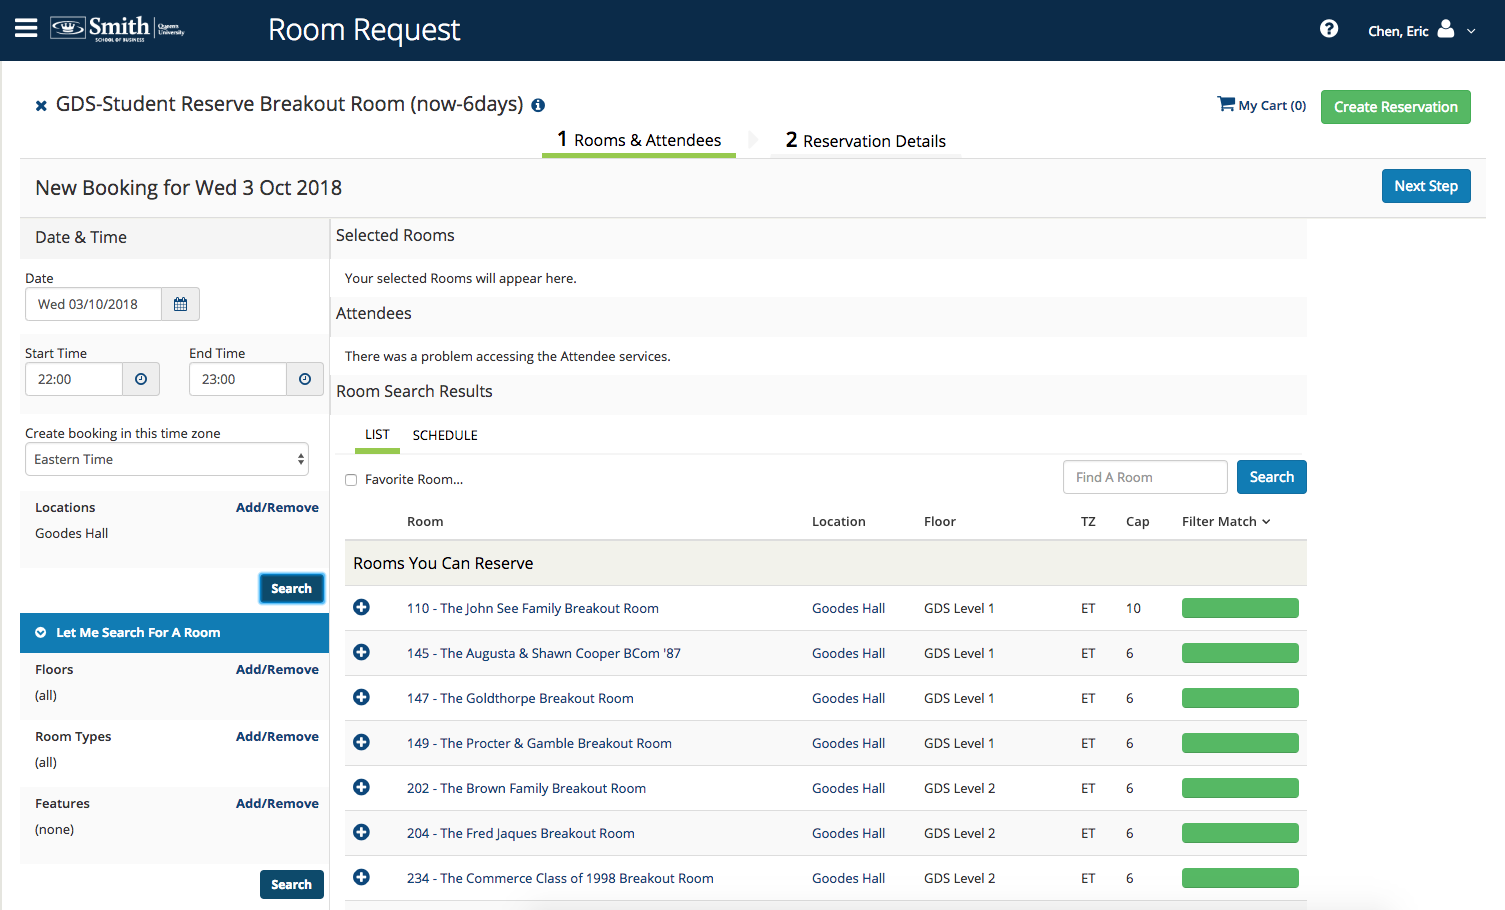 Smith
SCHOOL OF BUSINESS
Queen's
University
Room Request
Chen, Eric
GDS-Student Reserve Breakout Room (now-6days)
My Cart (0)
Create Reservation
1 Rooms & Attendees
2 Reservation Details
New Booking for Wed 3 Oct 2018
Next Step
Date & Time
Date
Wed 03/10/2018
Start Time
End Time
22:00
23:00
Create booking in this time zone
Eastern Time
Locations
Add/Remove
Goodes Hall
Search
Let Me Search For A Room
Floors
Add/Remove
(all)
Room Types
Add/Remove
(all)
Features
Add/Remove
(none)
Search
Selected Rooms
Your selected Rooms will appear here.
Attendees
There was a problem accessing the Attendee services.
Room Search Results
LIST
SCHEDULE
Favorite Room...
Find A Room
Search
Room Location Floor TZ Cap Filter Match
Rooms You Can Reserve
110 - The John See Family Breakout Room Goodes Hall GDS Level 1 ET 10
145 - The Augusta & Shawn Cooper BCom '87 Goodes Hall GDS Level 1 ET 6
147 - The Goldthorpe Breakout Room Goodes Hall GDS Level 1 ET 6
149 - The Procter & Gamble Breakout Room Goodes Hall GDS Level 1 ET 6
202 - The Brown Family Breakout Room Goodes Hall GDS Level 2 ET 6
204 - The Fred Jaques Breakout Room Goodes Hall GDS Level 2 ET 6
234 - The Commerce Class of 1998 Breakout Room Goodes Hall GDS Level 2 ET 6